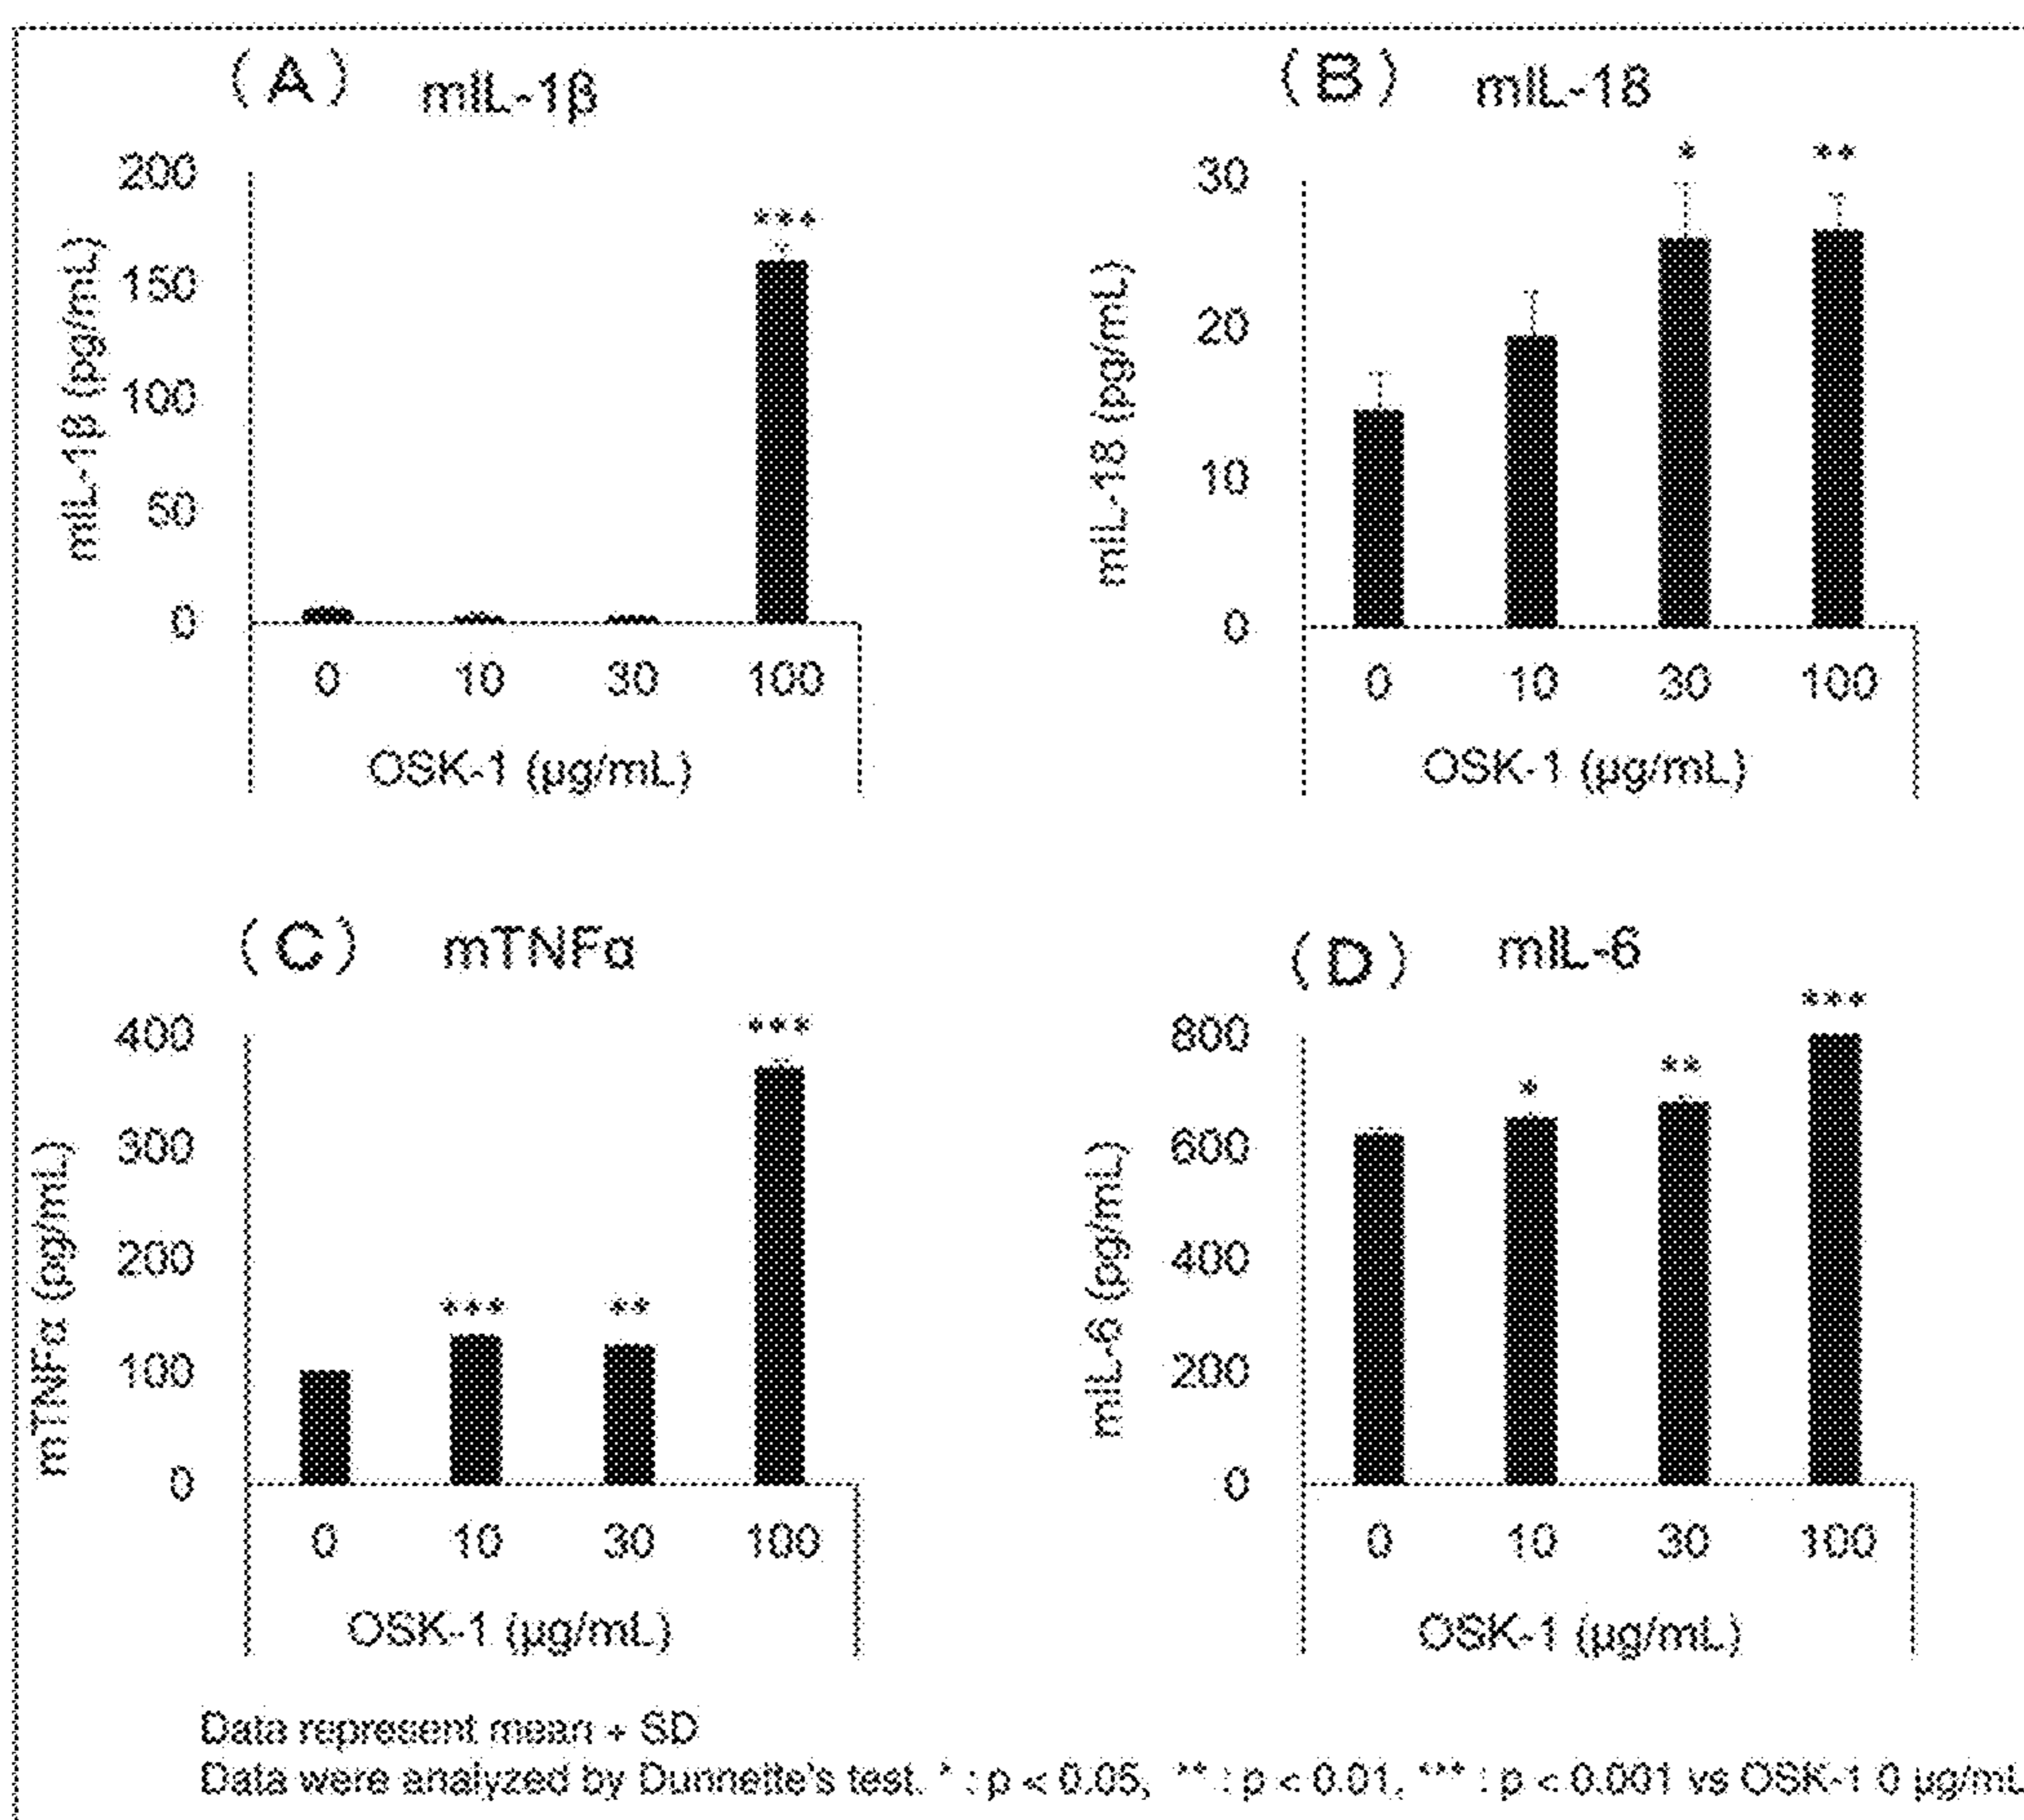 (A) mIL-1β
mIL-1β (pg/mL)
200
***
150
100
50
0
0 10 30 100
OSK-1 (µg/mL)
(B) mIL-18
mIL-18 (pg/mL)
30
* **
20
10
0
0 10 30 100
OSK-1 (µg/mL)
(C) mTNFα
mTNFα (pg/mL)
400
***
300
200
*** **
100
0
0 10 30 100
OSK-1 (µg/mL)
(D) mIL-6
mIL-6 (pg/mL)
***
800
* **
600
400
200
0
0 10 30 100
OSK-1 (µg/mL)
Data represent mean + SD
Data were analyzed by Dunnette's test. * : p < 0.05, ** : p < 0.01, *** : p < 0.001 vs OSK-1 0 µg/mL